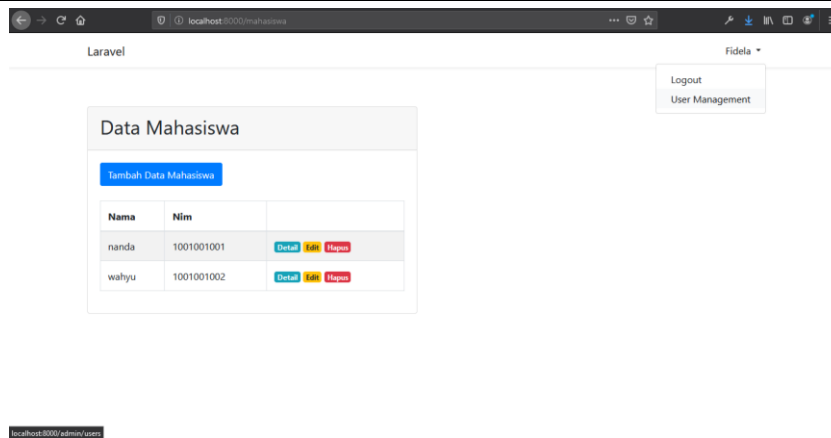 localhost:8000/mahasiswa
Laravel
Fidela
Logout
User Management
Data Mahasiswa
Tambah Data Mahasiswa
Nama Nim
nanda 1001001001 Detail Edit Hapus
wahyu 1001001002 Detail Edit Hapus
localhost:8000/admin/users